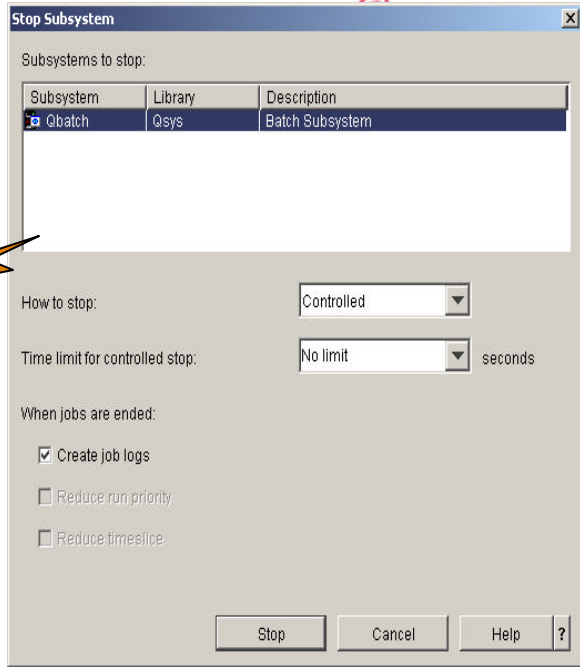 Stop Subsystem
Subsystems to stop:
Subsystem Library Description
Qbatch Qsys Batch Subsystem
How to stop: Controlled
Time limit for controlled stop: No limit seconds
When jobs are ended:
Create job logs
Reduce run priority
Reduce timeslice
Stop Cancel Help ?